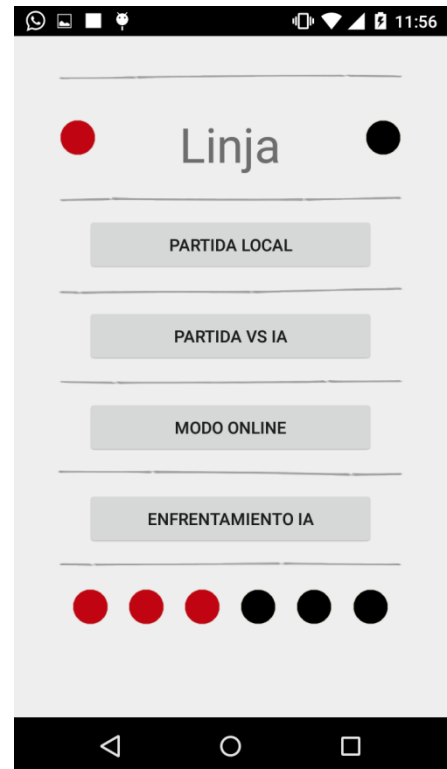 11:56
Linja
PARTIDA LOCAL
PARTIDA VS IA
MODO ONLINE
ENFRENTAMIENTO IA